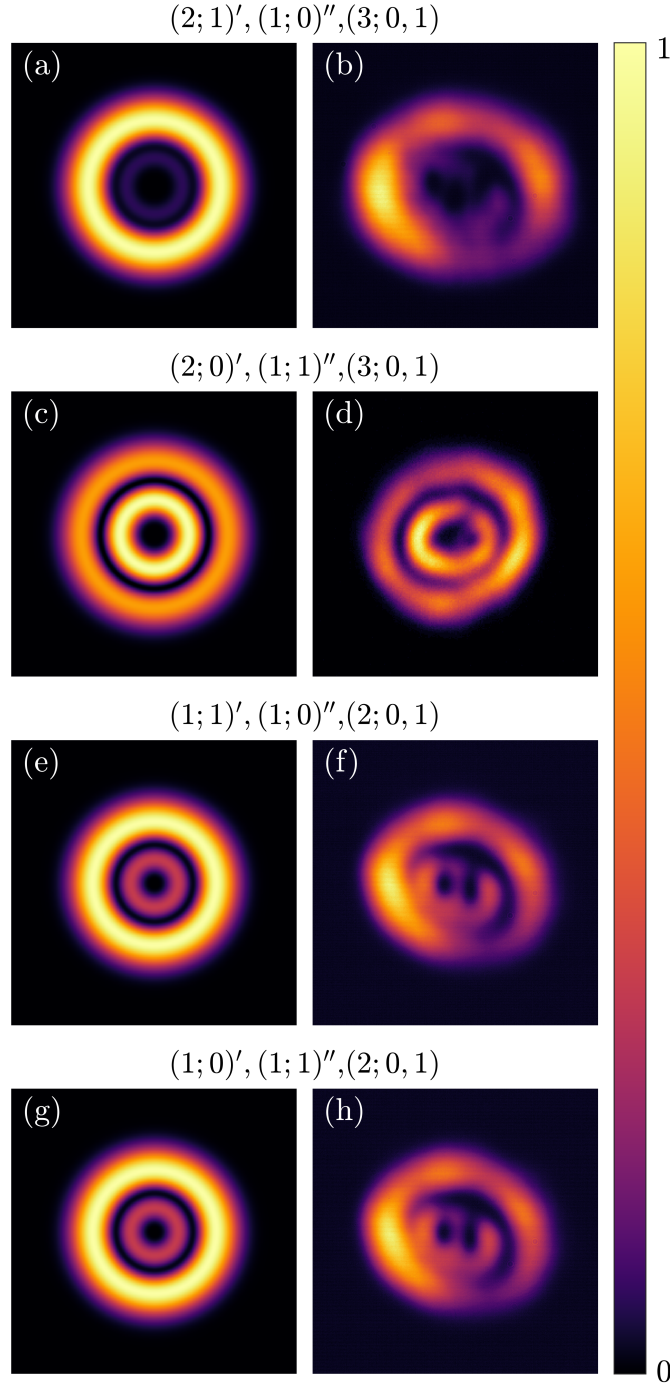 (2; 1)′, (1; 0)″,(3; 0, 1)
(a) (b) 1
(2; 0)′, (1; 1)″,(3; 0, 1)
(c) (d)
(1; 1)′, (1; 0)″,(2; 0, 1)
(e) (f)
(1; 0)′, (1; 1)″,(2; 0, 1)
(g) (h)
0